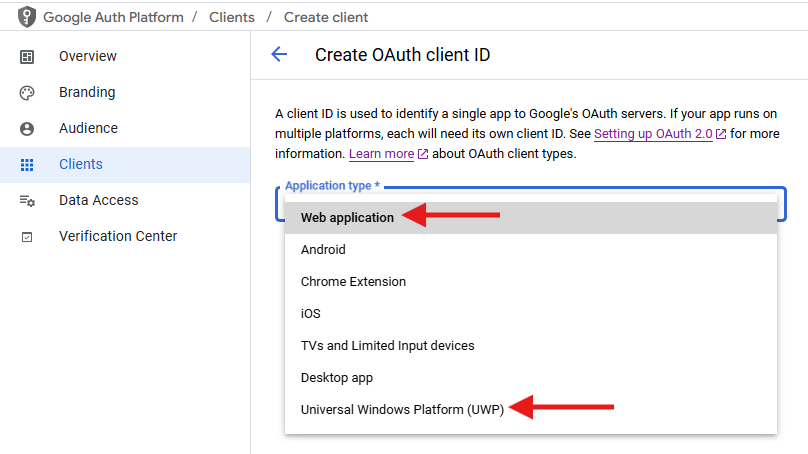 Google Auth Platform / Clients / Create client
Overview
Branding
Audience
Clients
Data Access
Verification Center
Create OAuth client ID
A client ID is used to identify a single app to Google's OAuth servers. If your app runs on
multiple platforms, each will need its own client ID. See Setting up OAuth 2.0 for more
information. Learn more about OAuth client types.
Application type *
Web application
Android
Chrome Extension
iOS
TVs and Limited Input devices
Desktop app
Universal Windows Platform (UWP)